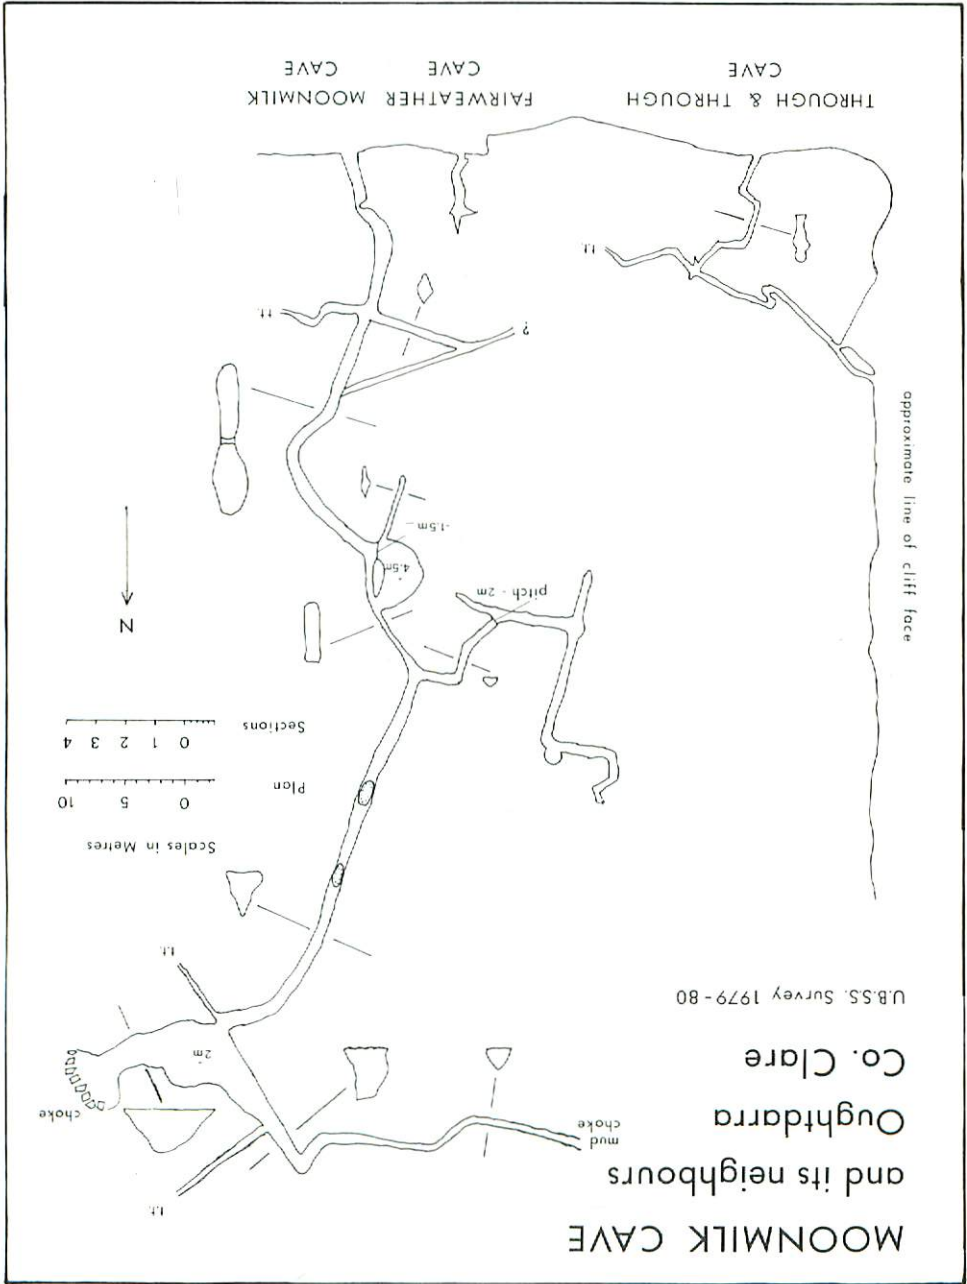 MOONMILK CAVE
and its neighbours
Oughtdarra
Co. Clare
U.B.S.S. Survey 1979-80
t.t.
mud
choke
choke
2m
t.t.
Scales in Metres
Plan
0 5 10
Sections
0 1 2 3 4
N
pitch - 2m
4.5m
-1.5m
approximate line of cliff face
?
t.t.
t.t.
THROUGH & THROUGH
CAVE
FAIRWEATHER
CAVE
MOONMILK
CAVE